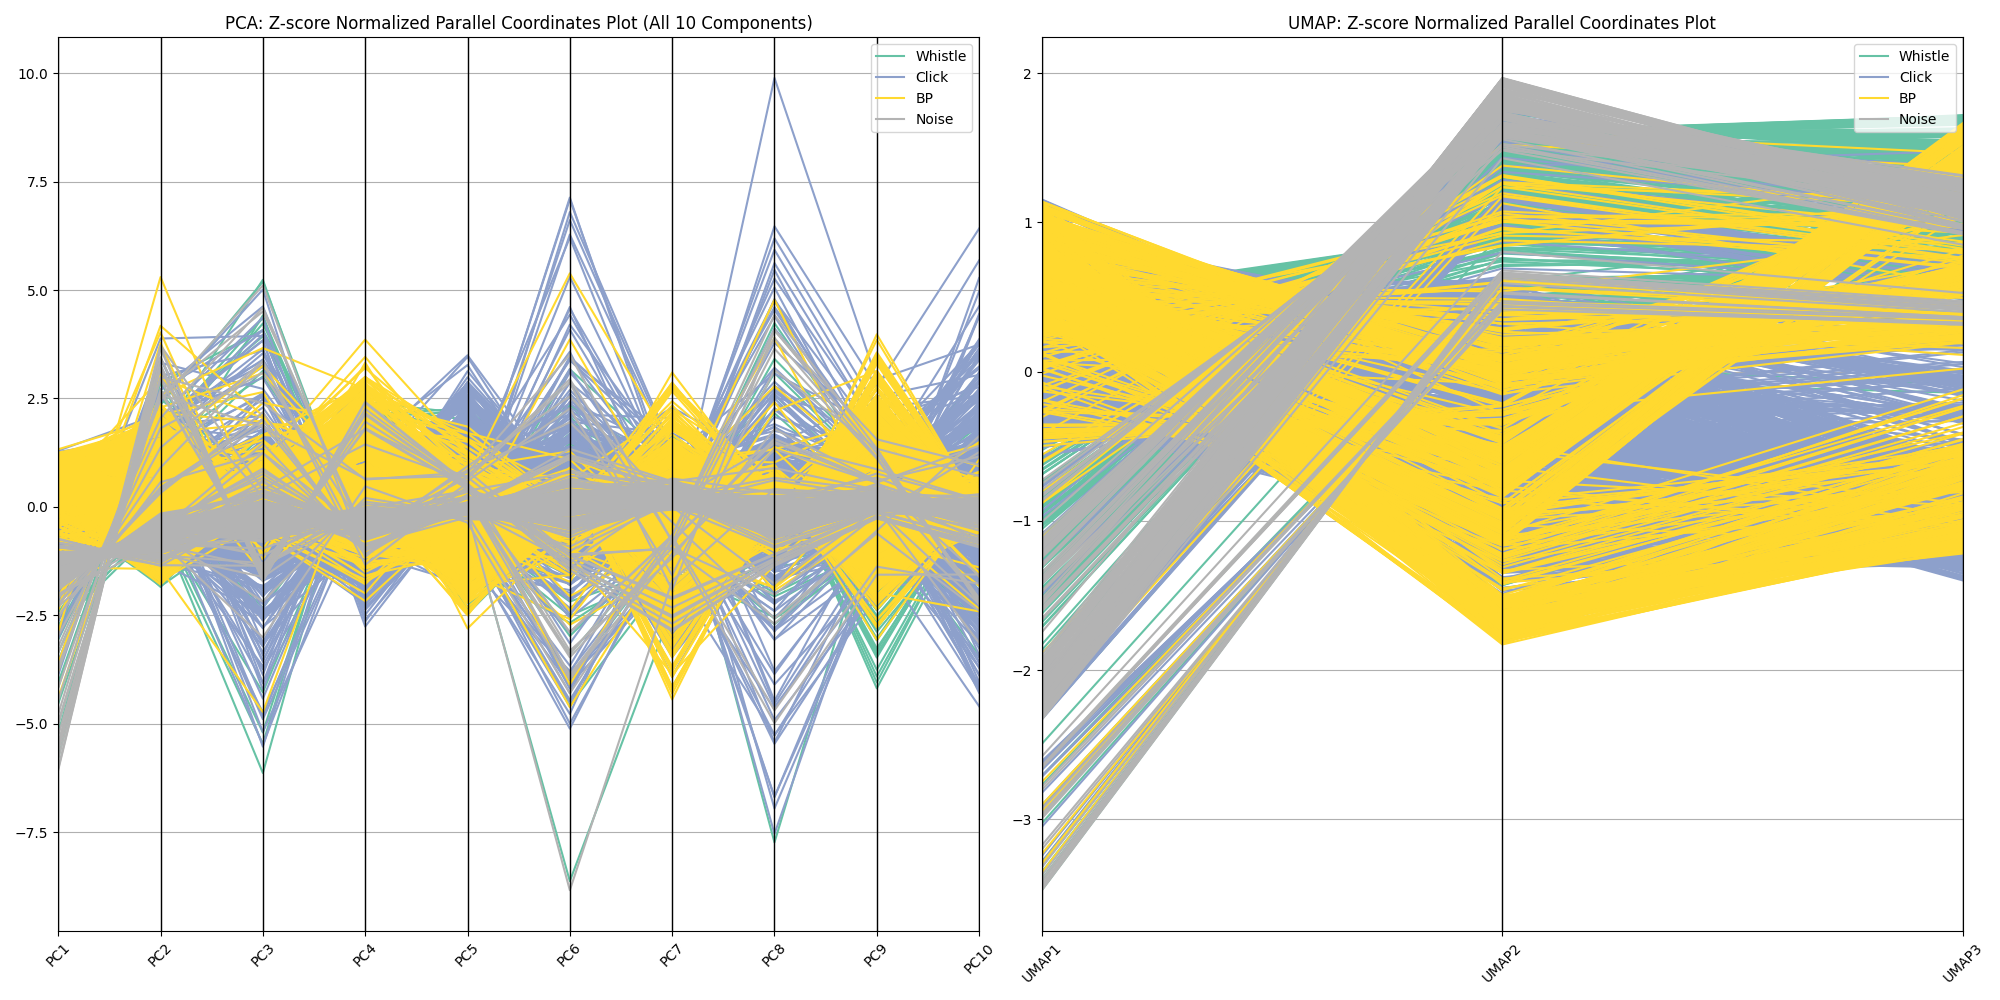 PCA: Z-score Normalized Parallel Coordinates Plot (All 10 Components)
10.0
7.5
5.0
2.5
0.0
−2.5
−5.0
−7.5
PC1
PC2
PC3
PC4
PC5
PC6
PC7
PC8
PC9
PC10
Whistle
Click
BP
Noise
UMAP: Z-score Normalized Parallel Coordinates Plot
2
1
0
−1
−2
−3
UMAP1
UMAP2
UMAP3
Whistle
Click
BP
Noise